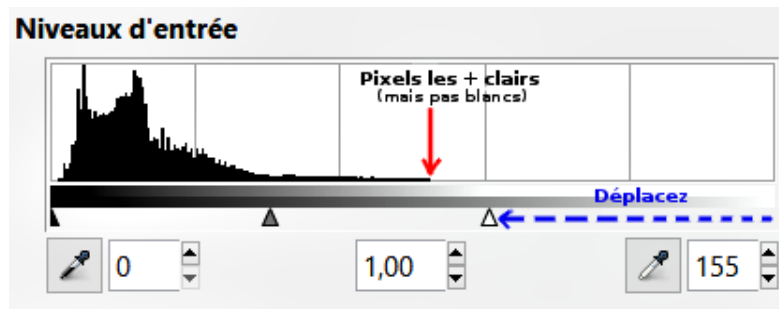 Niveaux d'entrée
Pixels les + clairs
(mais pas blancs)
Déplacez
0
1,00
155